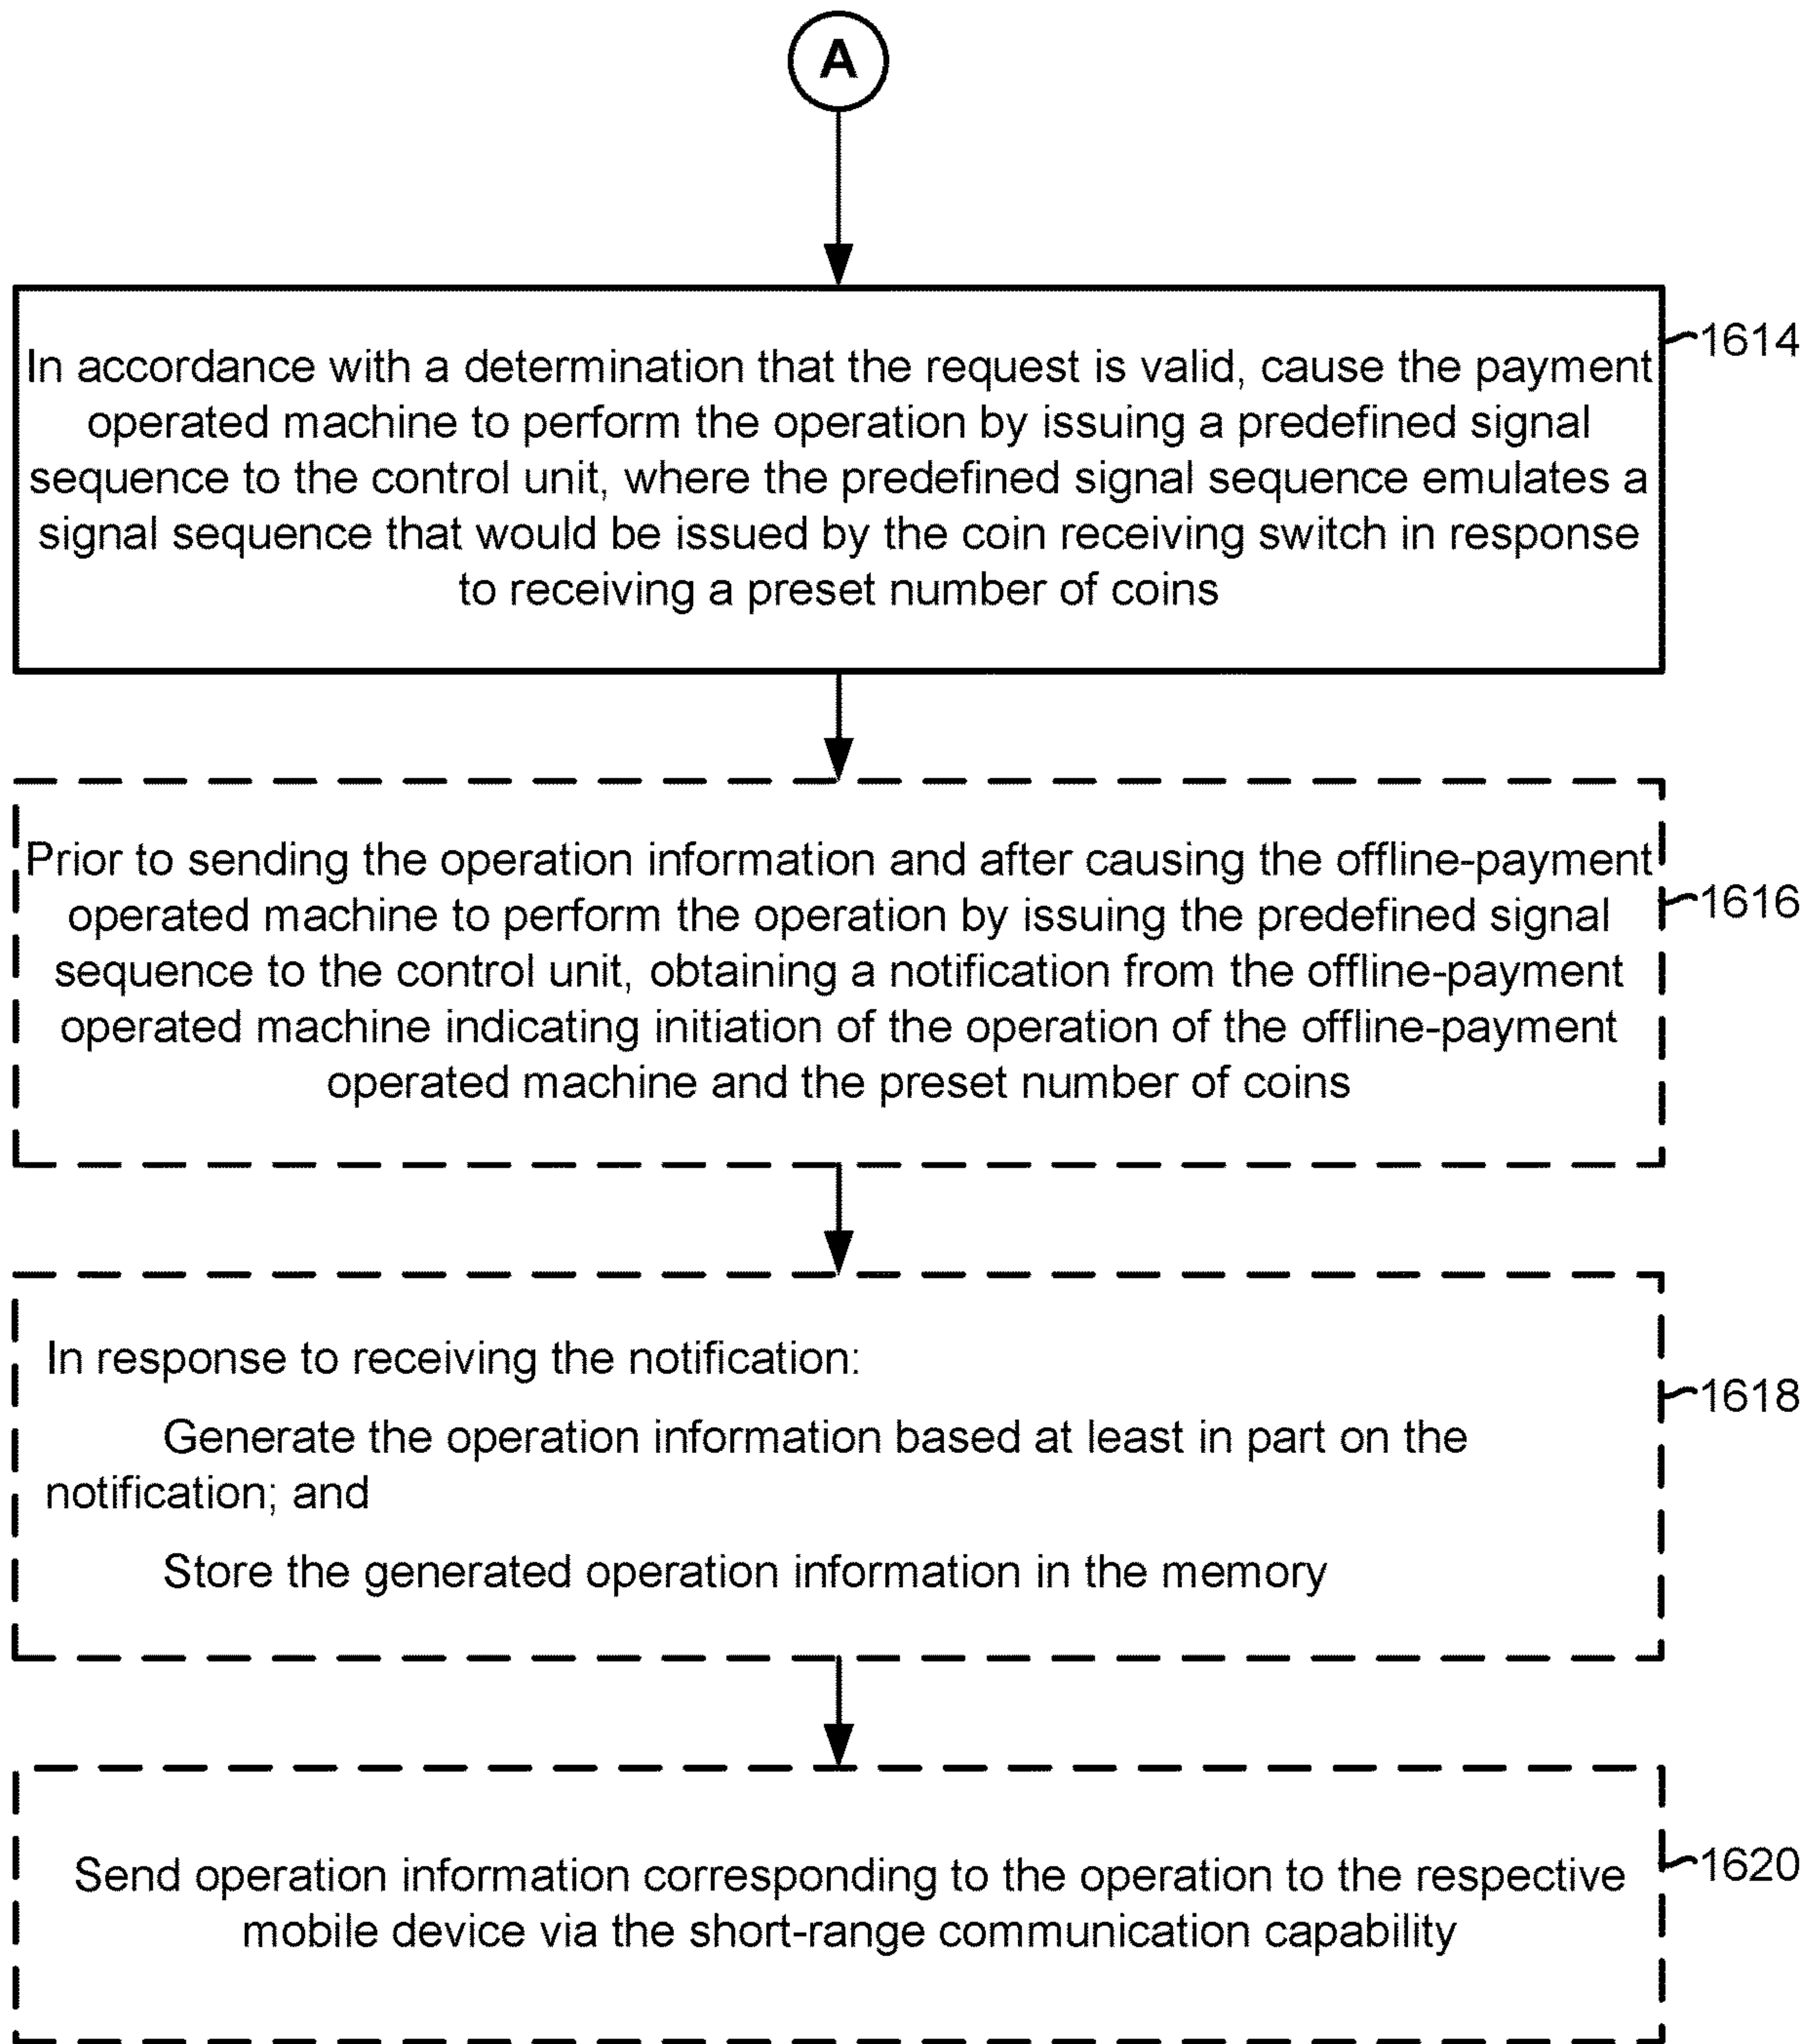 A
In accordance with a determination that the request is valid, cause the payment
operated machine to perform the operation by issuing a predefined signal
sequence to the control unit, where the predefined signal sequence emulates a
signal sequence that would be issued by the coin receiving switch in response
to receiving a preset number of coins
1614
Prior to sending the operation information and after causing the offline-payment
operated machine to perform the operation by issuing the predefined signal
sequence to the control unit, obtaining a notification from the offline-payment
operated machine indicating initiation of the operation of the offline-payment
operated machine and the preset number of coins
1616
In response to receiving the notification:
Generate the operation information based at least in part on the
notification; and
Store the generated operation information in the memory
1618
Send operation information corresponding to the operation to the respective
mobile device via the short-range communication capability
1620